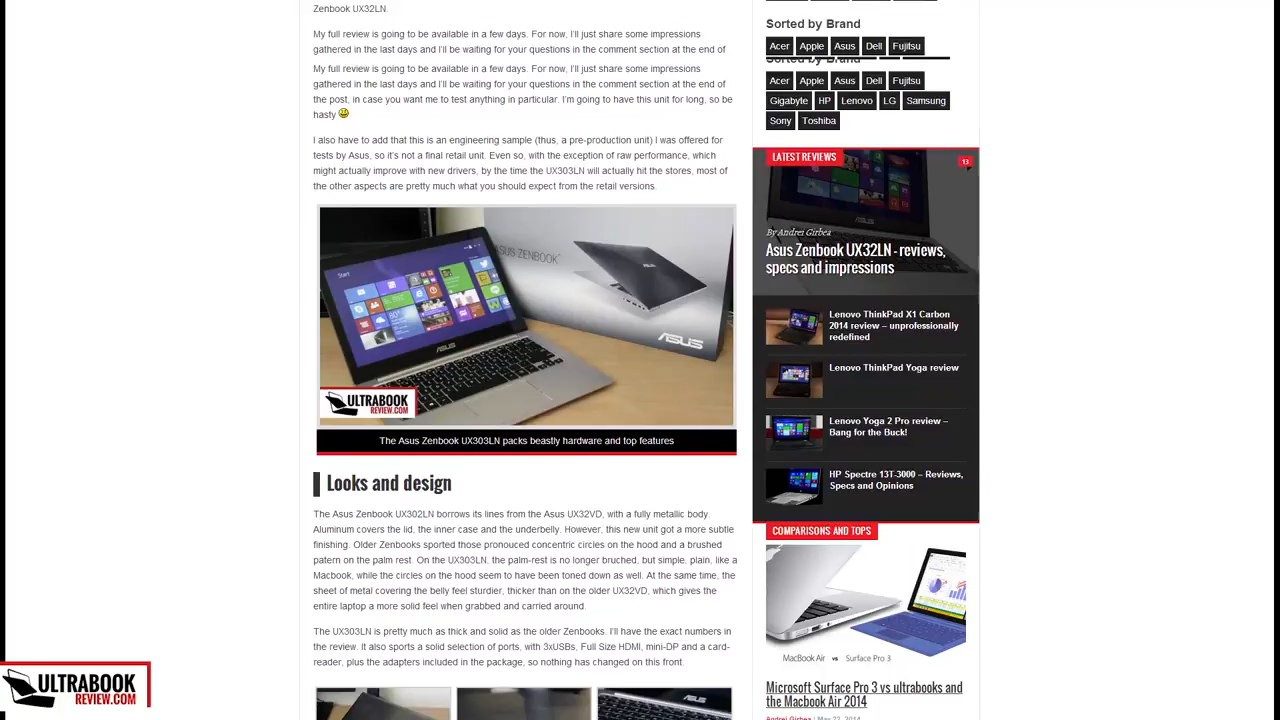 Zenbook UX32LN.
My full review is going to be available in a few days. For now, I'll just share some impressions
gathered in the last days and I'll be waiting for your questions in the comment section at the end of
My full review is going to be available in a few days. For now, I'll just share some impressions
gathered in the last days and I'll be waiting for your questions in the comment section at the end of
the post, in case you want me to test anything in particular. I'm going to have this unit for long, so be
hasty
I also have to add that this is an engineering sample (thus, a pre-production unit) I was offered for
tests by Asus, so it's not a final retail unit. Even so, with the exception of raw performance, which
might actually improve with new drivers, by the time the UX303LN will actually hit the stores, most of
the other aspects are pretty much what you should expect from the retail versions.
ASUS ZENBOOK
ASUS
Start
ASUS
ASUS
ULTRABOOK
REVIEW.COM
The Asus Zenbook UX303LN packs beastly hardware and top features
Looks and design
The Asus Zenbook UX302LN borrows its lines from the Asus UX32VD, with a fully metallic body.
Aluminum covers the lid, the inner case and the underbelly. However, this new unit got a more subtle
finishing. Older Zenbooks sported those pronouced concentric circles on the hood and a brushed
patern on the palm rest. On the UX303LN, the palm-rest is no longer bruched, but simple, plain, like a
Macbook, while the circles on the hood seem to have been toned down as well. At the same time, the
sheet of metal covering the belly feel sturdier, thicker than on the older UX32VD, which gives the
entire laptop a more solid feel when grabbed and carried around.
The UX303LN is pretty much as thick and solid as the older Zenbooks. I'll have the exact numbers in
the review. It also sports a solid selection of ports, with 3xUSBs, Full Size HDMI, mini-DP and a card-
reader, plus the adapters included in the package, so nothing has changed on this front.
ASUS
ULTRABOOK
REVIEW.COM
Sorted by Brand
Acer Apple Asus Dell Fujitsu
Sorted by Brand
Acer Apple Asus Dell Fujitsu
Gigabyte HP Lenovo LG Samsung
Sony Toshiba
LATEST REVIEWS
13
ASUS
By Andrei Girbea
Asus Zenbook UX32LN - reviews,
specs and impressions
Lenovo ThinkPad X1 Carbon
2014 review – unprofessionally
redefined
Lenovo ThinkPad Yoga review
Lenovo Yoga 2 Pro review –
Bang for the Buck!
HP Spectre 13T-3000 – Reviews,
Specs and Opinions
COMPARISONS AND TOPS
MacBook Air vs Surface Pro 3
Microsoft Surface Pro 3 vs ultrabooks and
the Macbook Air 2014
Andrei Girbea | May 22, 2014